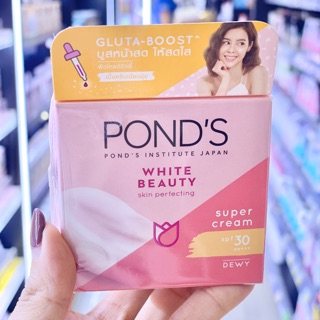 GLUTA-BOOST
บูสหน้าสด ให้สดใส
POND'S
POND'S INSTITUTE JAPAN
WHITE
BEAUTY
skin perfecting
super
cream
SPF 30
PA+++
DEWY